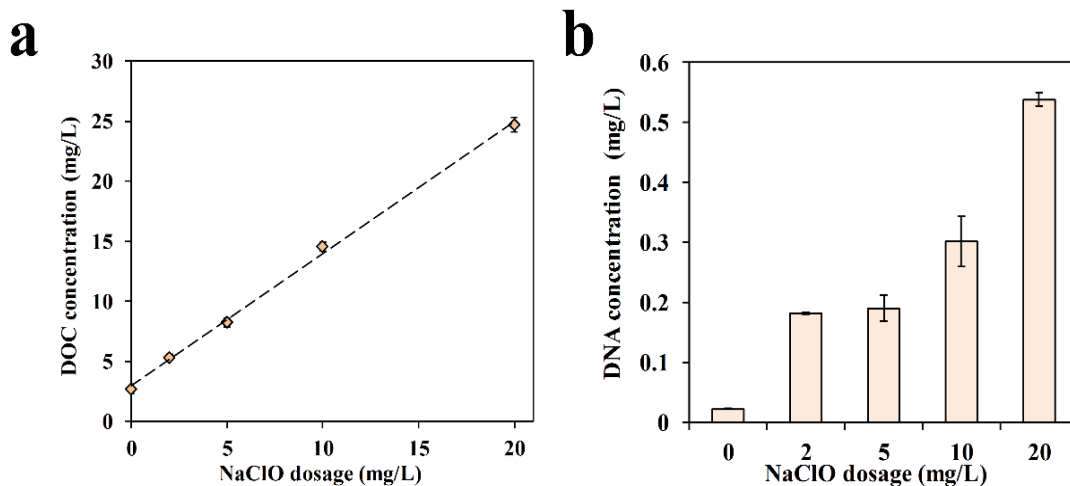 a
30
25
20
15
10
5
0
DOC concentration (mg/L)
0 5 10 15 20
NaClO dosage (mg/L)
b
0.6
0.5
0.4
0.3
0.2
0.1
0
DNA concentration (mg/L)
0 2 5 10 20
NaClO dosage (mg/L)